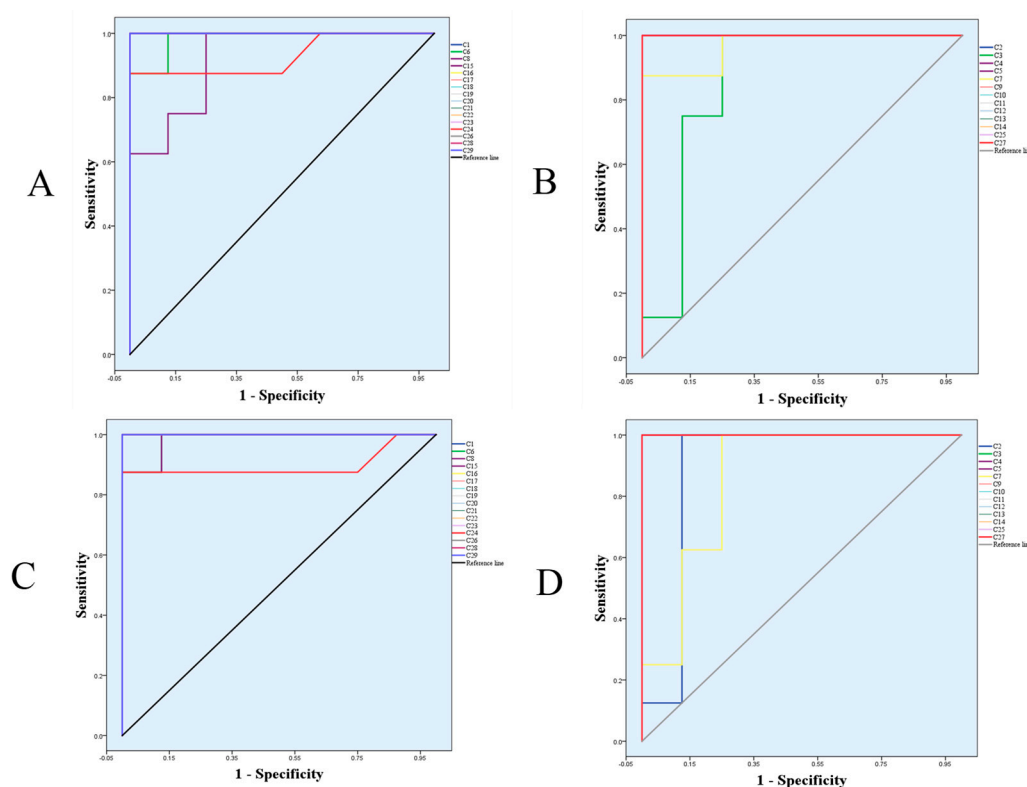 A
Sensitivity
1.0
0.8
0.6
0.4
0.2
0.0
-0.05
0.15
0.35
0.55
0.75
0.95
1 - Specificity
C1
C6
C8
C15
C16
C17
C18
C19
C20
C21
C22
C23
C24
C26
C28
C29
Reference line
B
Sensitivity
1.0
0.8
0.6
0.4
0.2
0.0
-0.05
0.15
0.35
0.55
0.75
0.95
1 - Specificity
C2
C3
C4
C5
C7
C9
C10
C11
C12
C13
C14
C25
C27
Reference li
C
Sensitivity
1.0
0.8
0.6
0.4
0.2
0.0
-0.05
0.15
0.35
0.55
0.75
0.95
1 - Specificity
C1
C6
C8
C15
C16
C17
C18
C19
C20
C21
C22
C23
C24
C26
C28
C29
Reference line
D
Sensitivity
1.0
0.8
0.6
0.4
0.2
0.0
-0.05
0.15
0.35
0.55
0.75
0.95
1 - Specificity
C2
C3
C4
C5
C7
C9
C10
C11
C12
C13
C14
C25
C27
Reference li